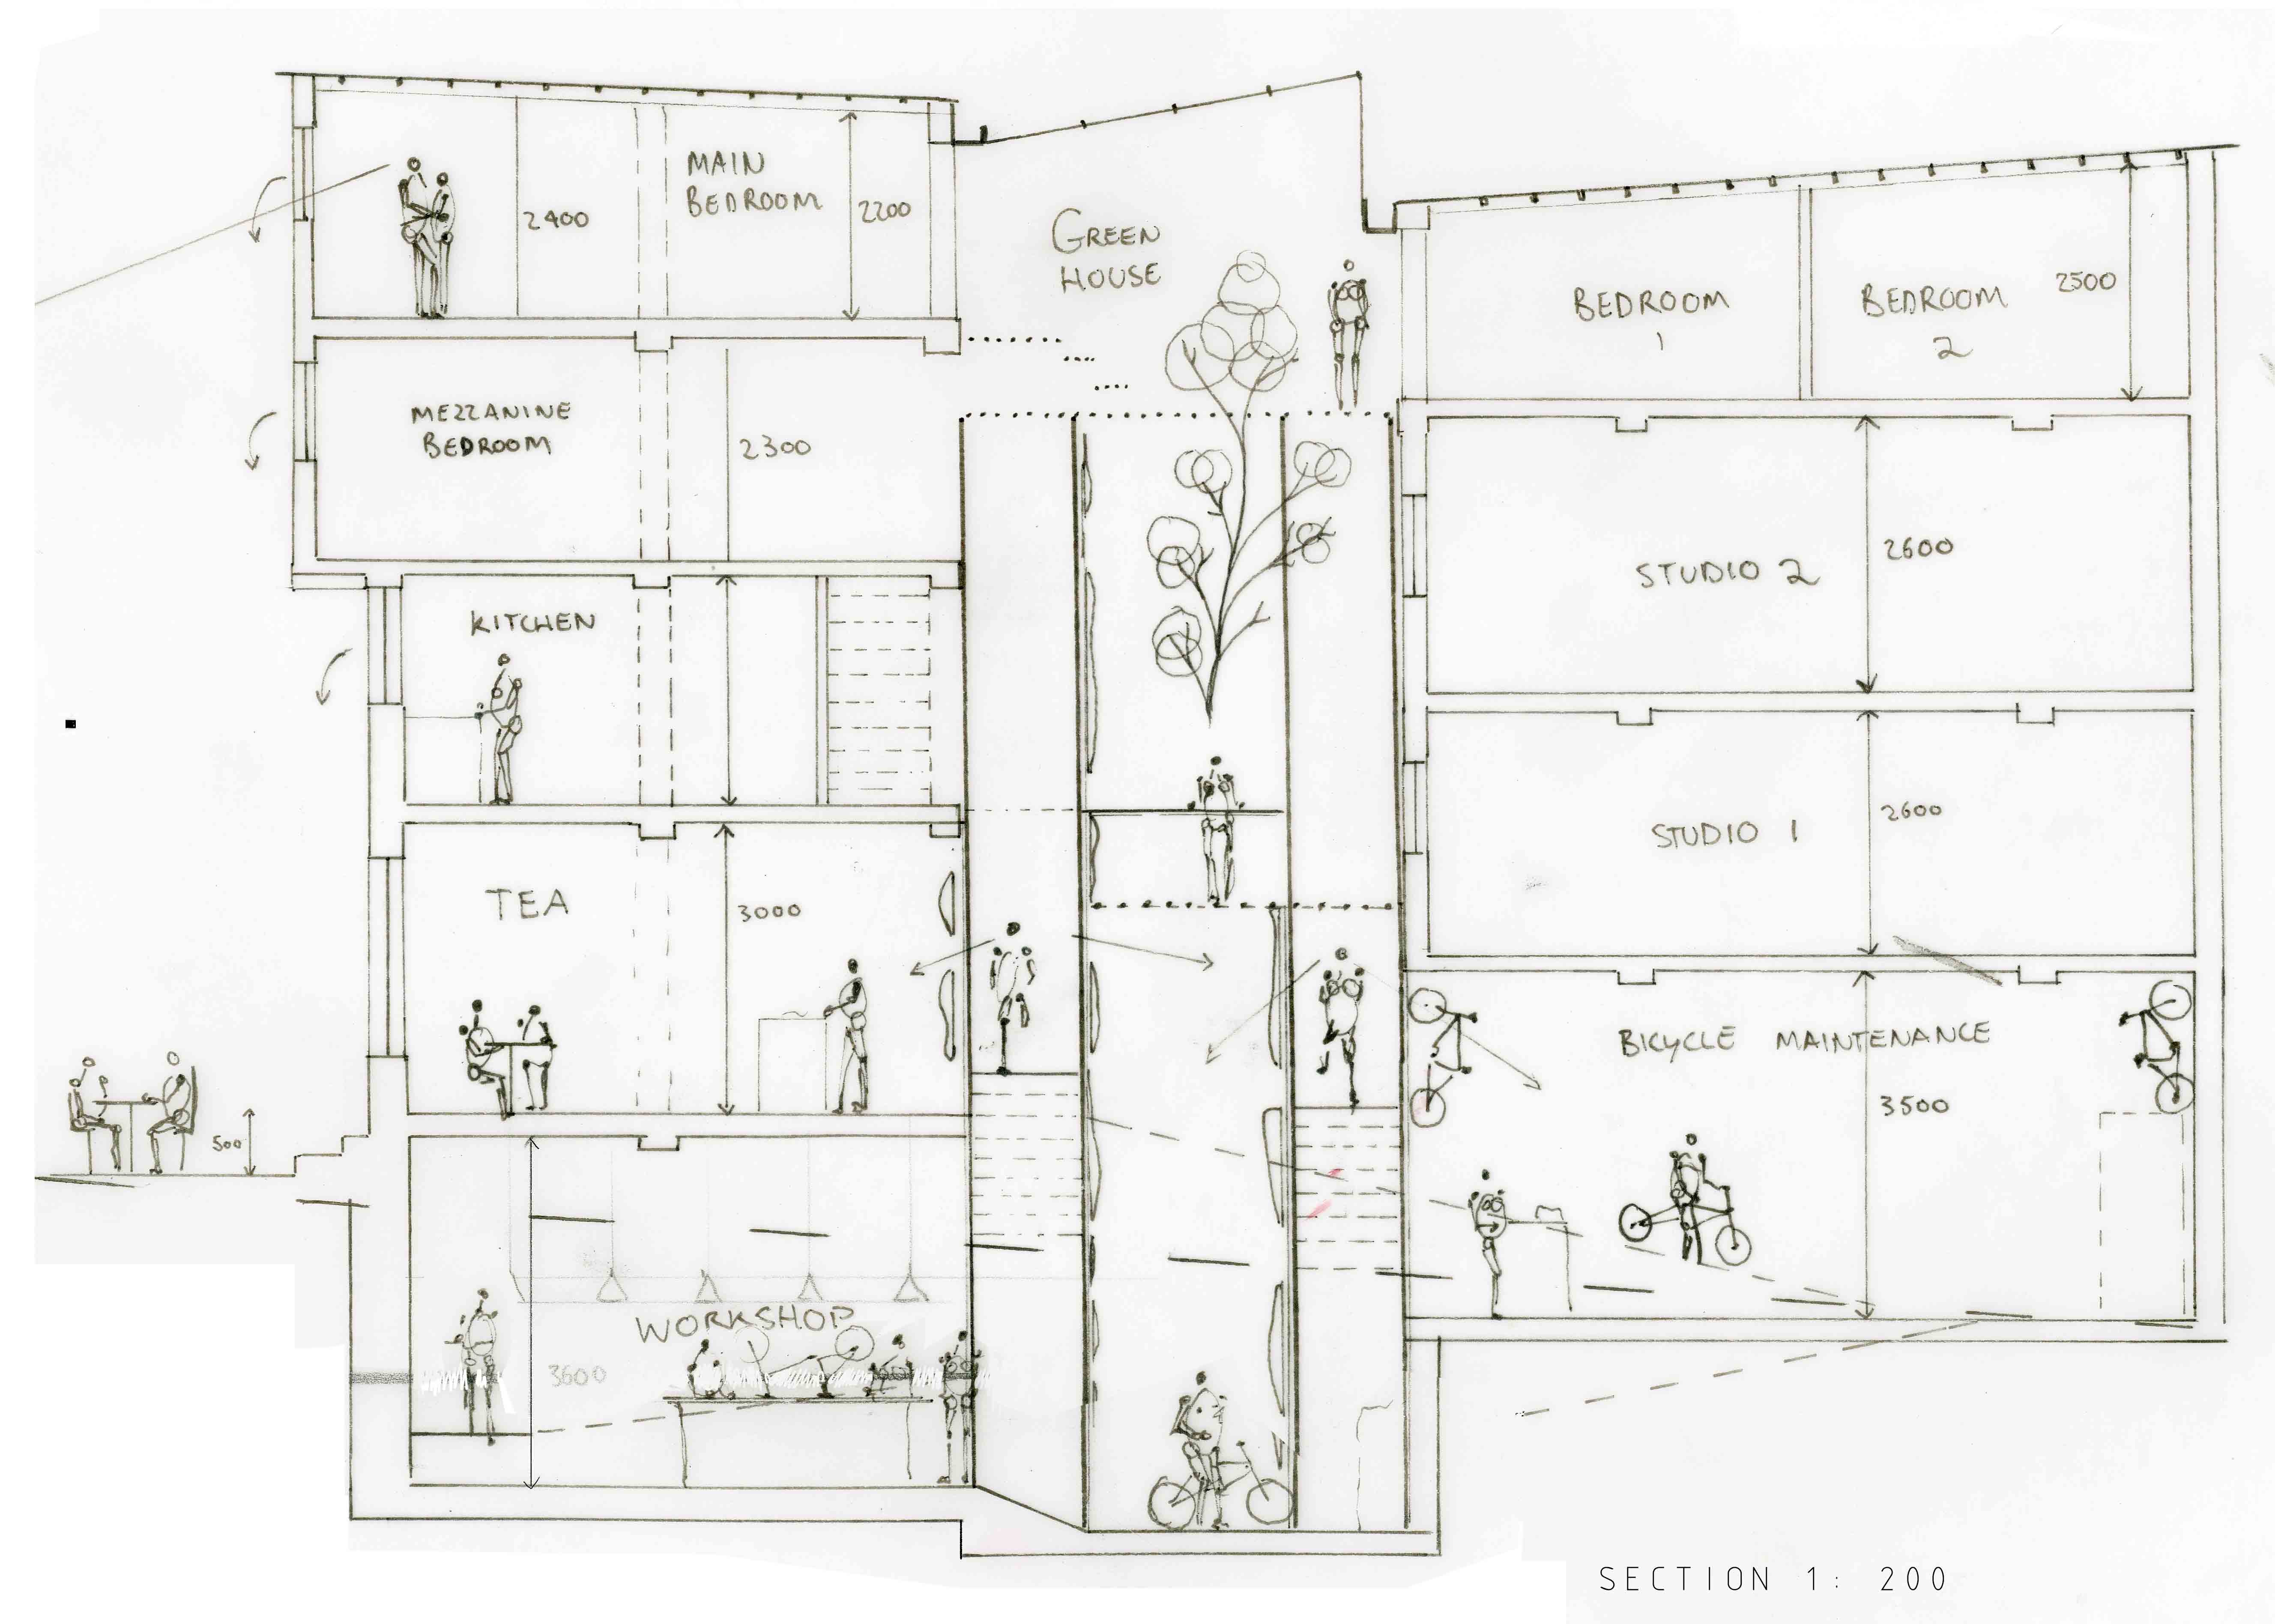 MAIN
BEDROOM
2400
2200
GREEN
HOUSE
BEDROOM
1
BEDROOM
2
2500
MEZZANINE
BEDROOM
2300
KITCHEN
STUDIO 2
2600
TEA
3000
STUDIO 1
2600
BICYCLE MAINTENANCE
3500
500
WORKSHOP
3600
SECTION 1: 200